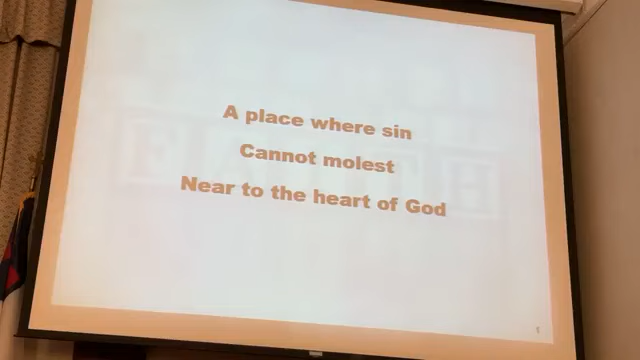 A place where sin
Cannot molest
Near to the heart of God